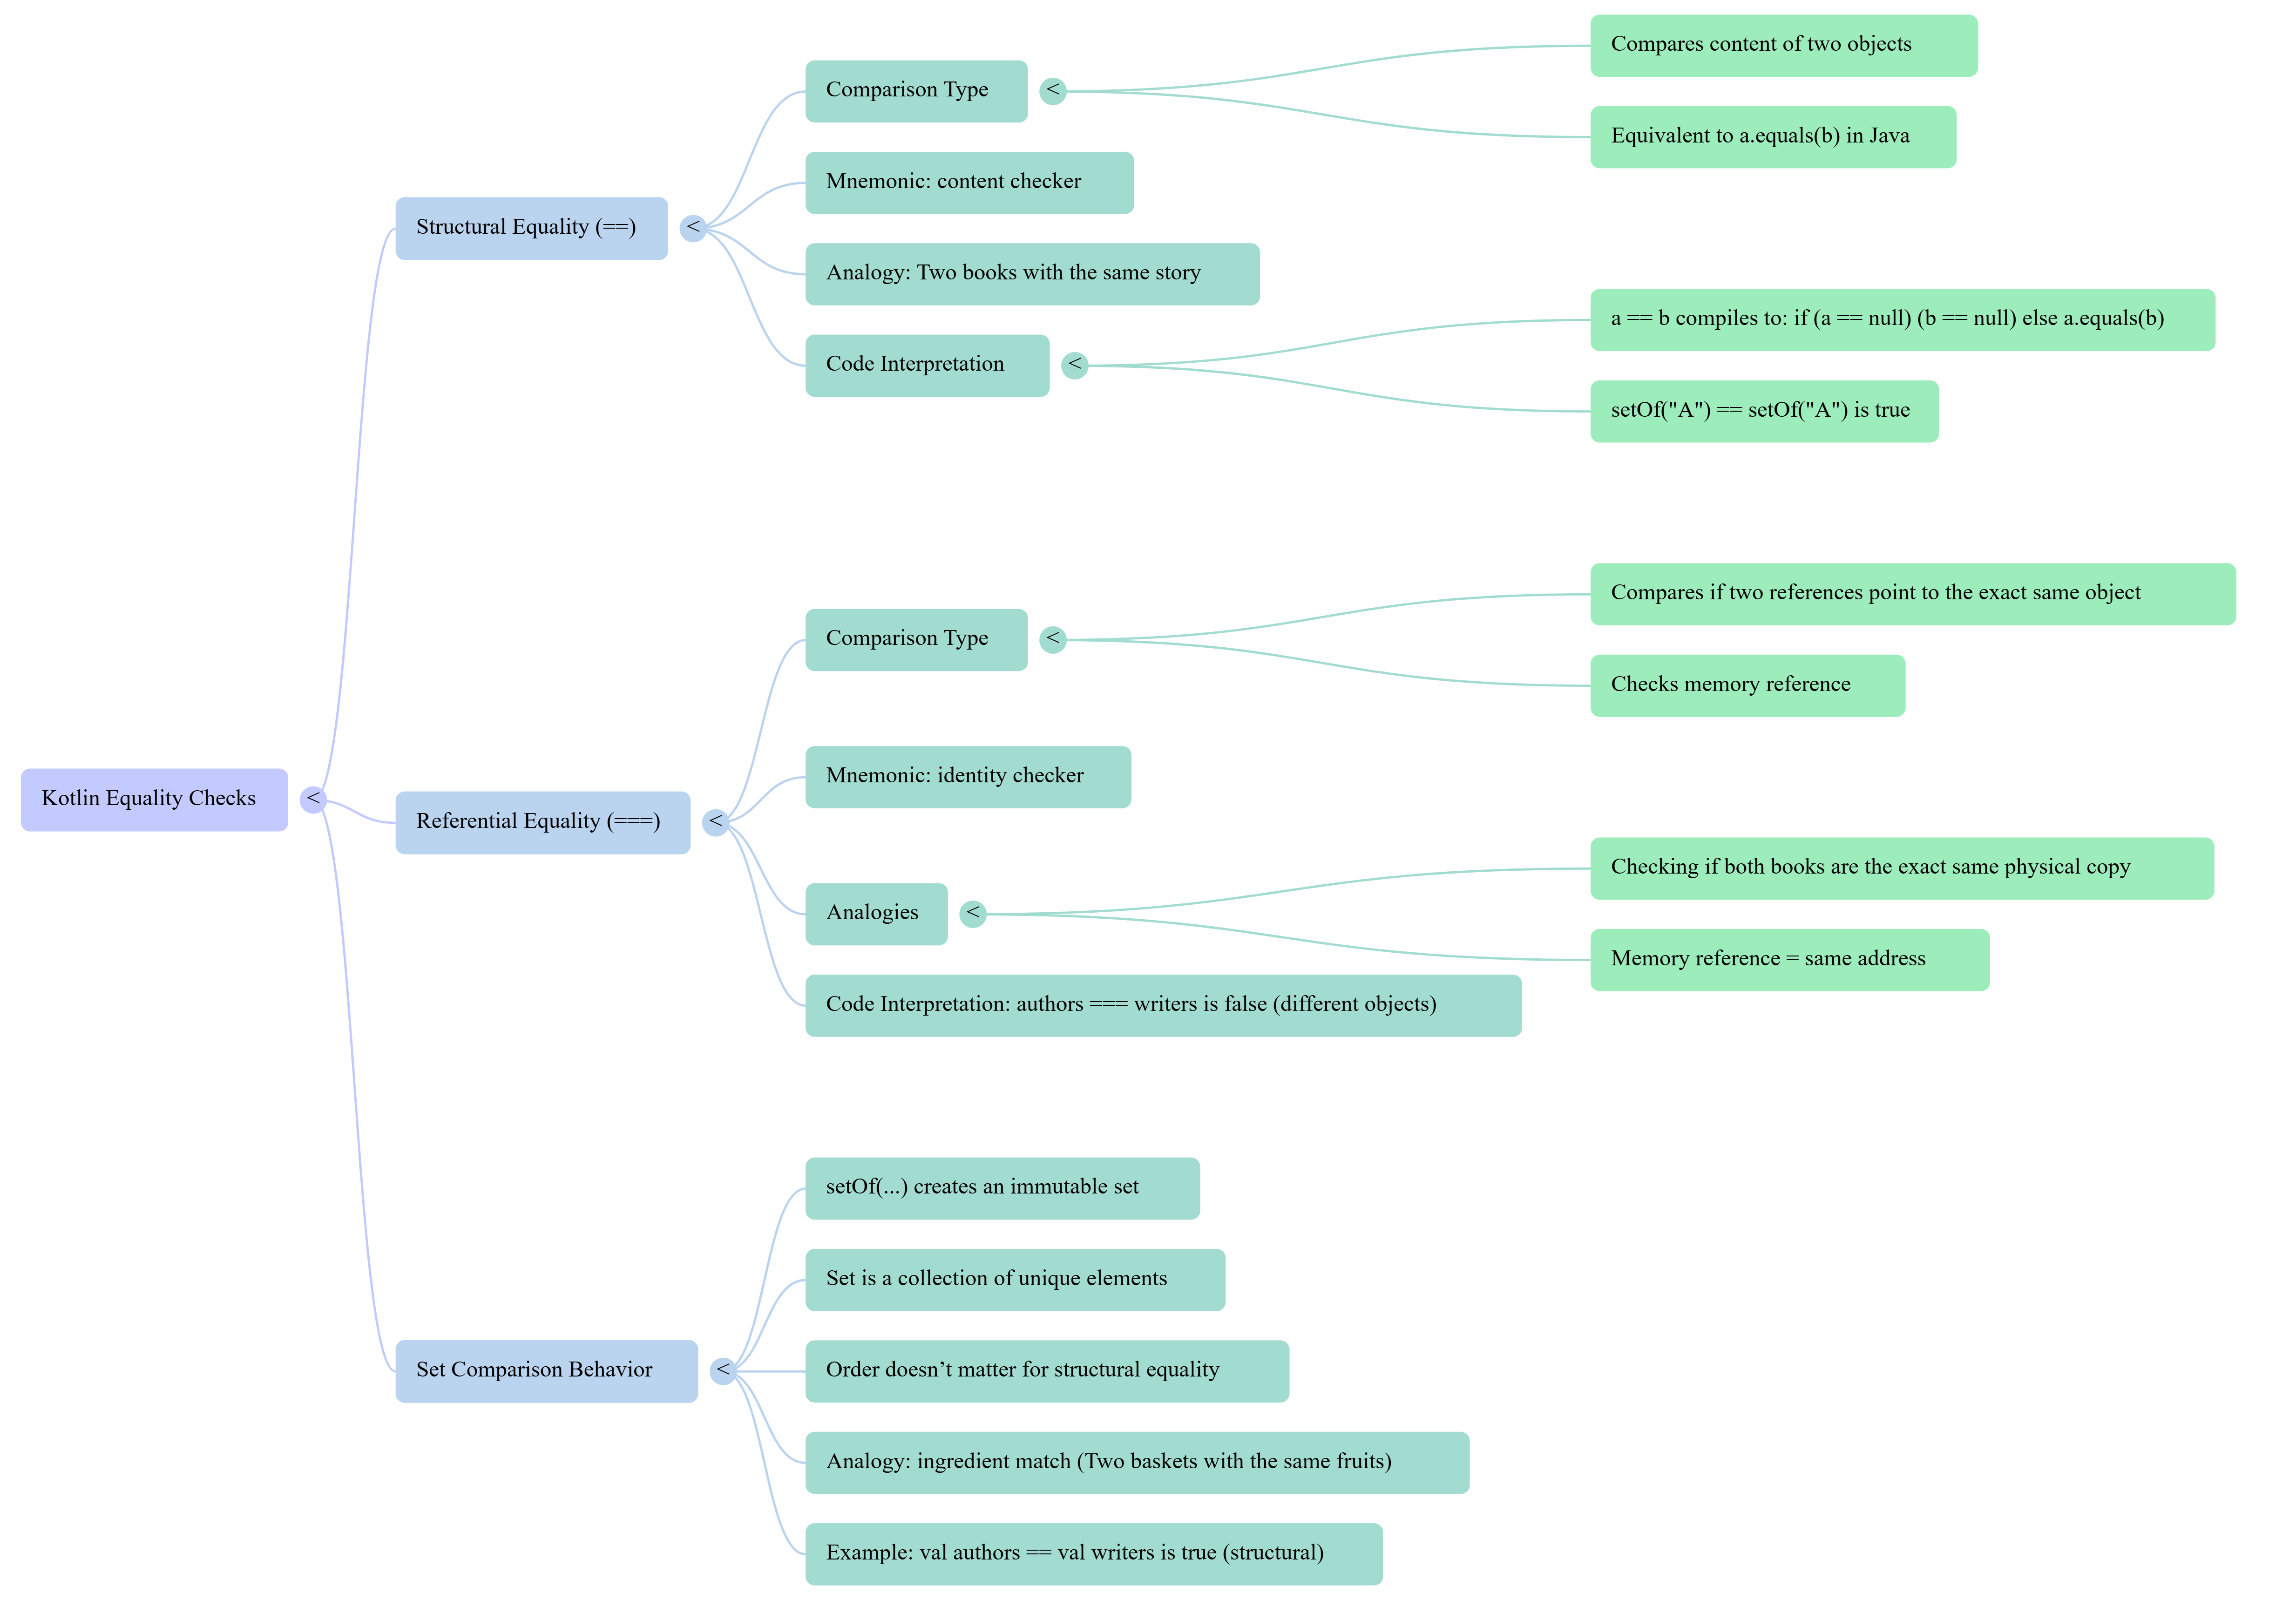 Kotlin Equality Checks
<
Structural Equality (==)
<
Comparison Type
<
Compares content of two objects
Equivalent to a.equals(b) in Java
Mnemonic: content checker
Analogy: Two books with the same story
Code Interpretation
<
a == b compiles to: if (a == null) (b == null) else a.equals(b)
setOf("A") == setOf("A") is true
Referential Equality (===)
<
Comparison Type
<
Compares if two references point to the exact same object
Checks memory reference
Mnemonic: identity checker
Analogies
<
Checking if both books are the exact same physical copy
Memory reference = same address
Code Interpretation: authors === writers is false (different objects)
Set Comparison Behavior
<
setOf(...) creates an immutable set
Set is a collection of unique elements
Order doesn’t matter for structural equality
Analogy: ingredient match (Two baskets with the same fruits)
Example: val authors == val writers is true (structural)